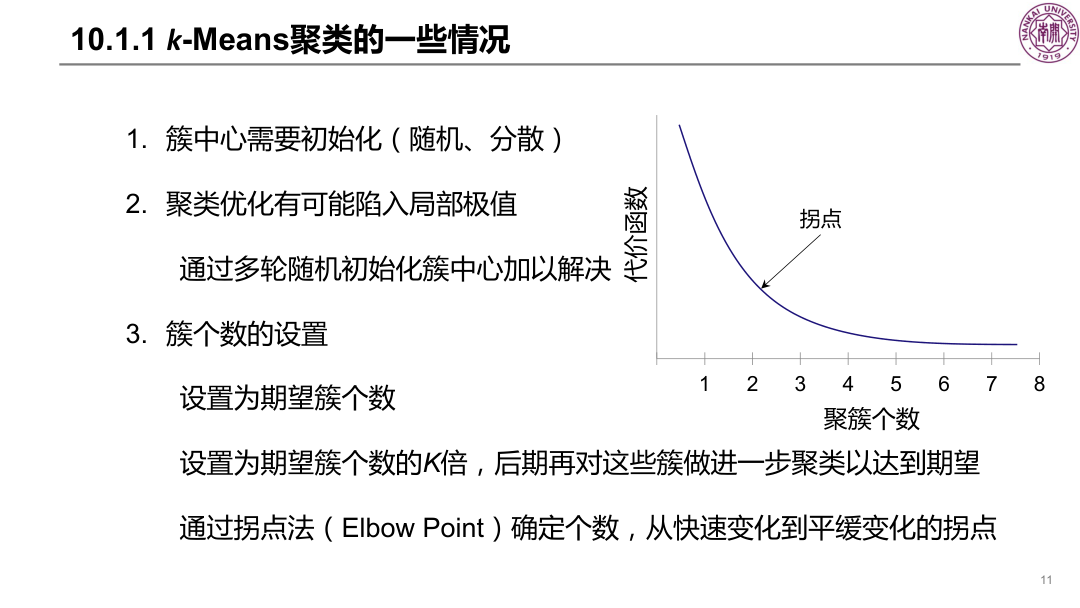 10.1.1 k-Means聚类的一些情况
NANKAI UNIVERSITY
南開
1919
1. 簇中心需要初始化（随机、分散）
2. 聚类优化有可能陷入局部极值
通过多轮随机初始化簇中心加以解决
3. 簇个数的设置
设置为期望簇个数
设置为期望簇个数的K倍，后期再对这些簇做进一步聚类以达到期望
通过拐点法（Elbow Point）确定个数，从快速变化到平缓变化的拐点
代价函数
拐点
1 2 3 4 5 6 7 8
聚簇个数
11